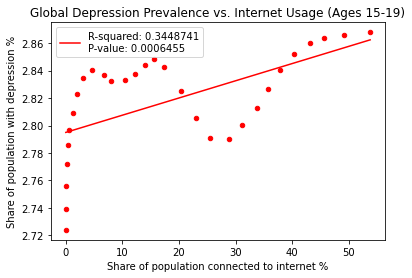 Global Depression Prevalence vs. Internet Usage (Ages 15-19)
R-squared: 0.3448741
P-value: 0.0006455
Share of population with depression %
2.86
2.84
2.82
2.80
2.78
2.76
2.74
2.72
0
10
20
30
40
50
Share of population connected to internet %